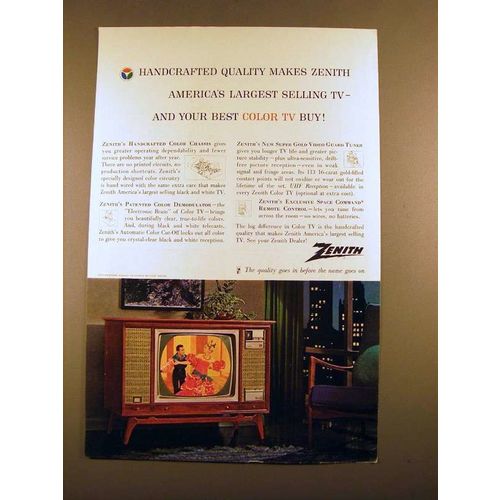 HANDCRAFTED QUALITY MAKES ZENITH
AMERICA'S LARGEST SELLING TV–
AND YOUR BEST COLOR TV BUY!
ZENITH'S HANDCRAFTED COLOR CHASSIS gives
you greater operating dependability and fewer
service problems year after year.
There are no printed circuits, no
production shortcuts. Zenith's
specially designed color circuitry
is hand wired with the same extra care that makes
Zenith America's largest selling black and white TV.
ZENITH'S PATENTED COLOR DEMODULATOR—the
"Electronic Brain" of Color TV—brings
you beautifully clear, true-to-life colors.
And, during black and white telecasts,
Zenith's Automatic Color Cut-Off locks out all color
to give you crystal-clear black and white reception.
ZENITH'S NEW SUPER GOLD VIDEO GUARD TUNER
gives you longer TV life and greater pic-
ture stability—plus ultra-sensitive, drift-
free picture reception—even in weak
signal and fringe areas. Its 113 16-carat gold-filled
contact points will not oxidize or wear out for the
lifetime of the set. UHF Reception—available in
every Zenith Color TV (optional at extra cost).
ZENITH'S EXCLUSIVE SPACE COMMAND®
REMOTE CONTROL—lets you tune from
across the room—no wires, no batteries.
The big difference in Color TV is the handcrafted
quality that makes Zenith America's largest selling
TV. See your Zenith Dealer!
ZENITH
The quality goes in before the name goes on